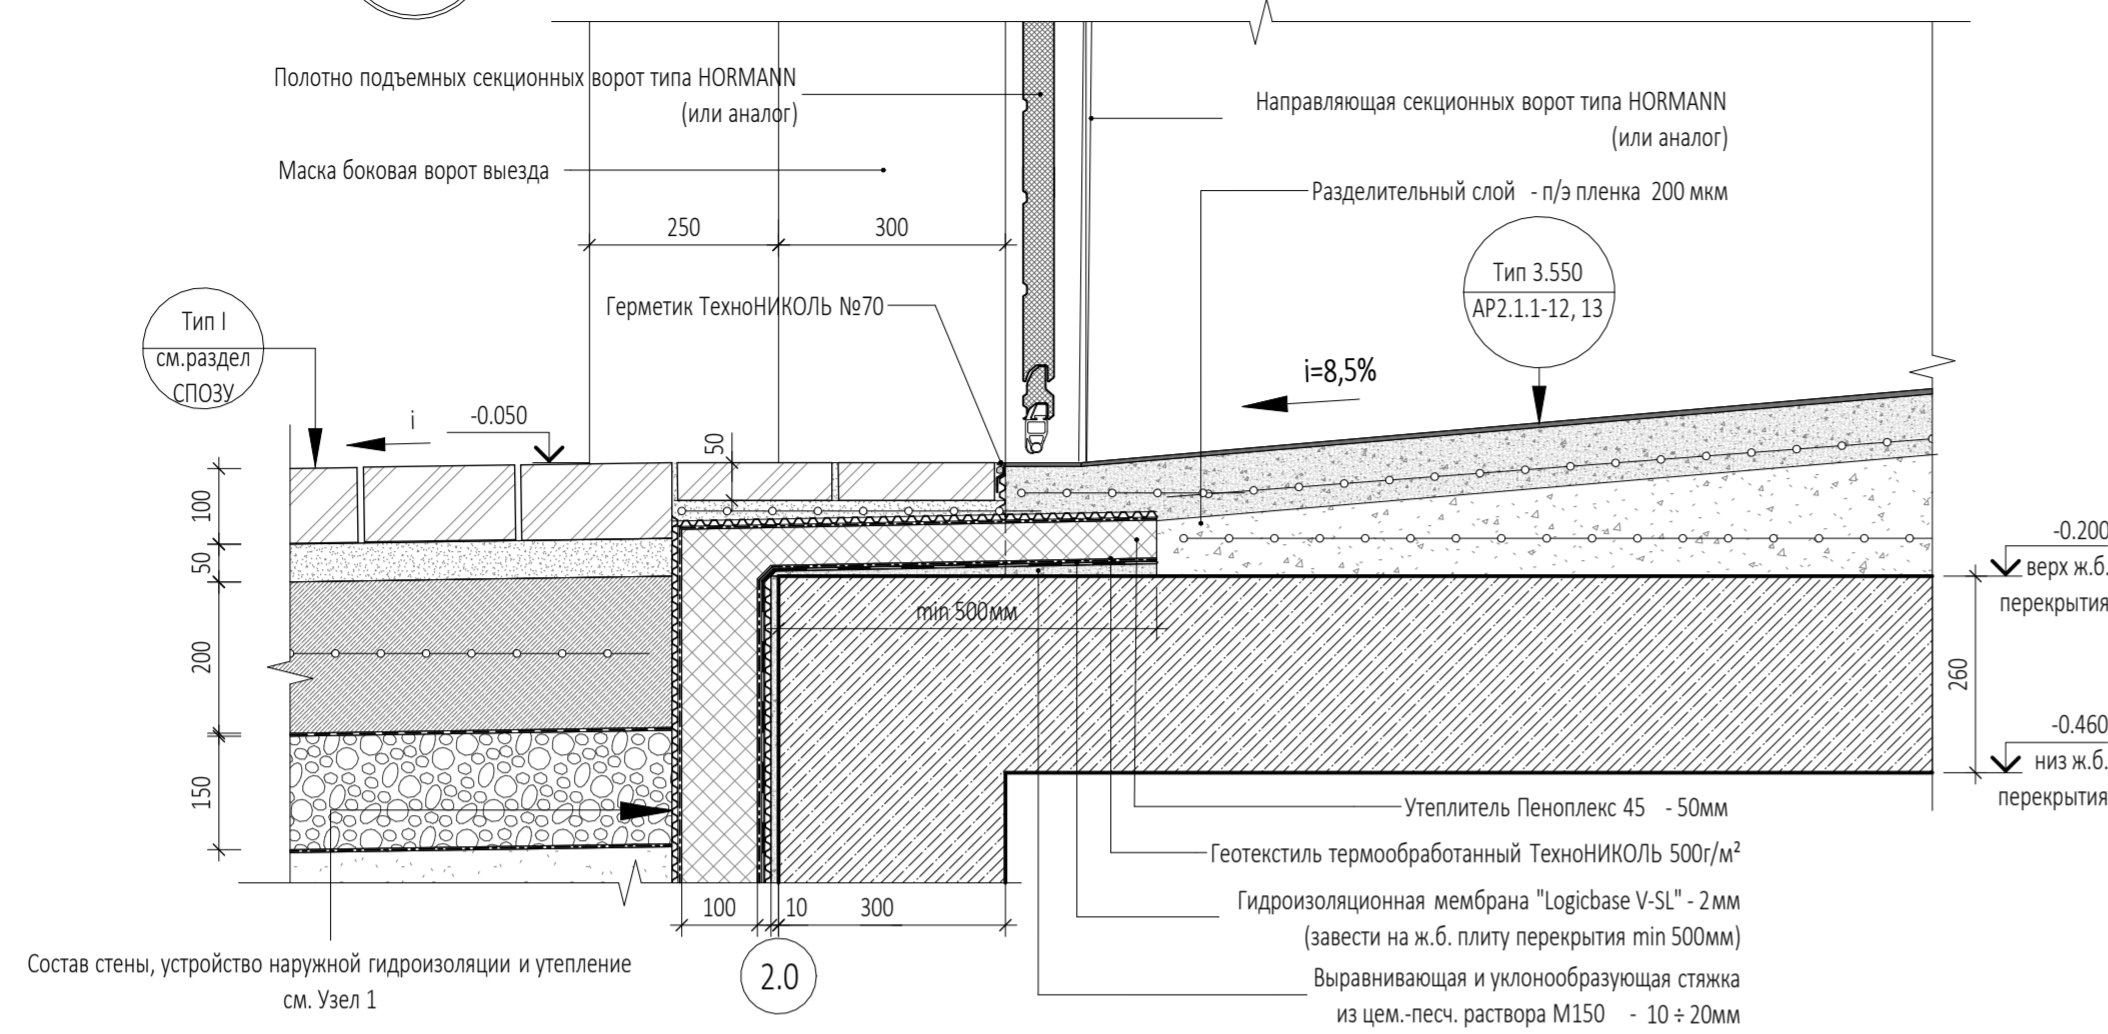 Полотно подъемных секционных ворот типа HORMANN
(или аналог)
Направляющая секционных ворот типа HORMANN
(или аналог)
Маска боковая ворот выезда
Разделительный слой - п/э пленка 200 мкм
250
300
Тип 3.550
АР2.1.1-12, 13
Герметик ТехноНИКОЛЬ №70
Тип I
см.раздел
СПОЗУ
i=8,5%
i
-0.050
50
100
50
200
150
-0.200
верх ж.б.
перекрытия
min 500мм
260
-0.460
низ ж.б.
перекрытия
Утеплитель Пеноплекс 45 - 50мм
Геотекстиль термообработанный ТехноНИКОЛЬ 500г/м²
100
10
300
Гидроизоляционная мембрана "Logicbase V-SL" - 2мм
(завести на ж.б. плиту перекрытия min 500мм)
Состав стены, устройство наружной гидроизоляции и утепление
см. Узел 1
2.0
Выравнивающая и уклонообразующая стяжка
из цем.-песч. раствора М150 - 10 ÷ 20мм